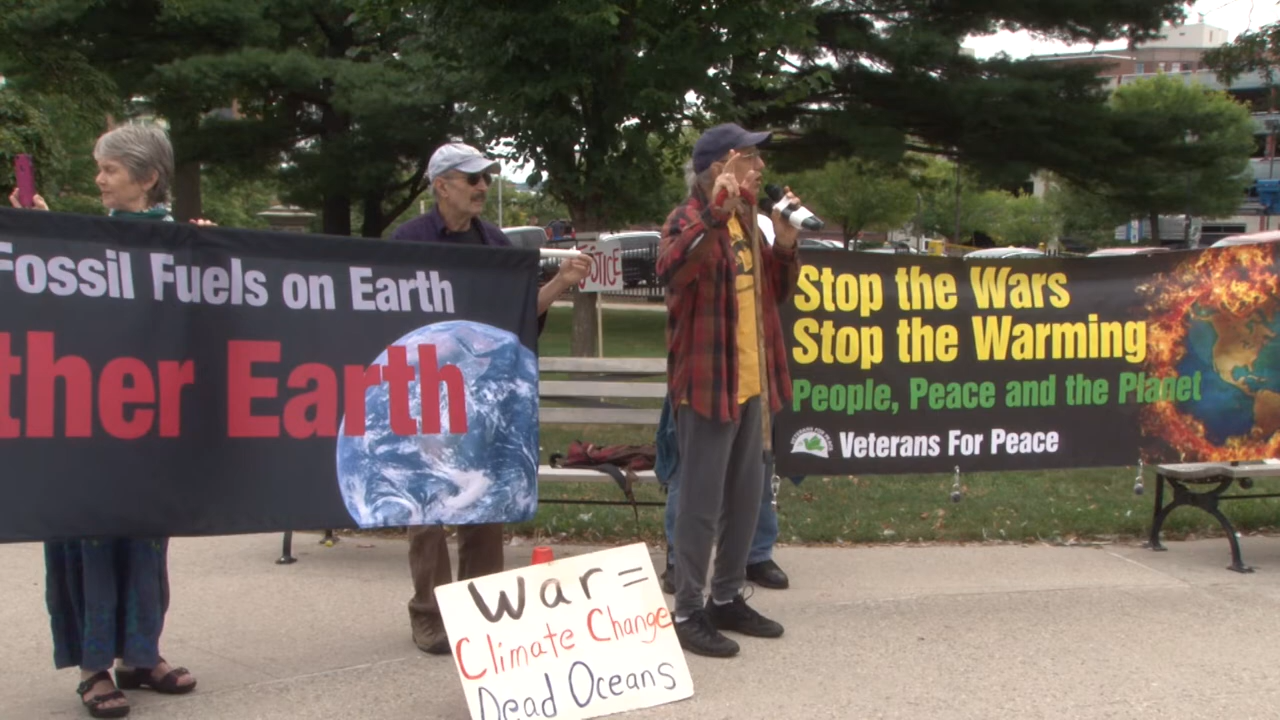 Fossil Fuels on Earth
ther Earth
STICE
Stop the Wars
Stop the Warming
People, Peace and the Planet
Veterans For Peace
War =
Climate Change
Dead Oceans